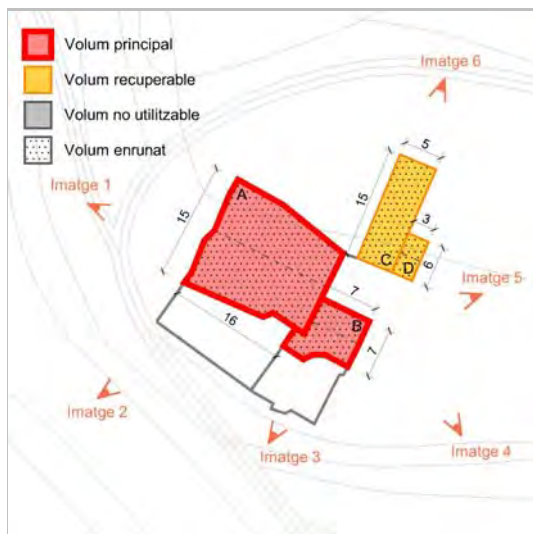 Volum principal
Volum recuperable
Volum no utilitzable
Volum enrunat
Imatge 6
5
15
3
C
D
6
Imatge 1
A
15
7
Imatge 5
B
16
7
Imatge 2
Imatge 3
Imatge 4